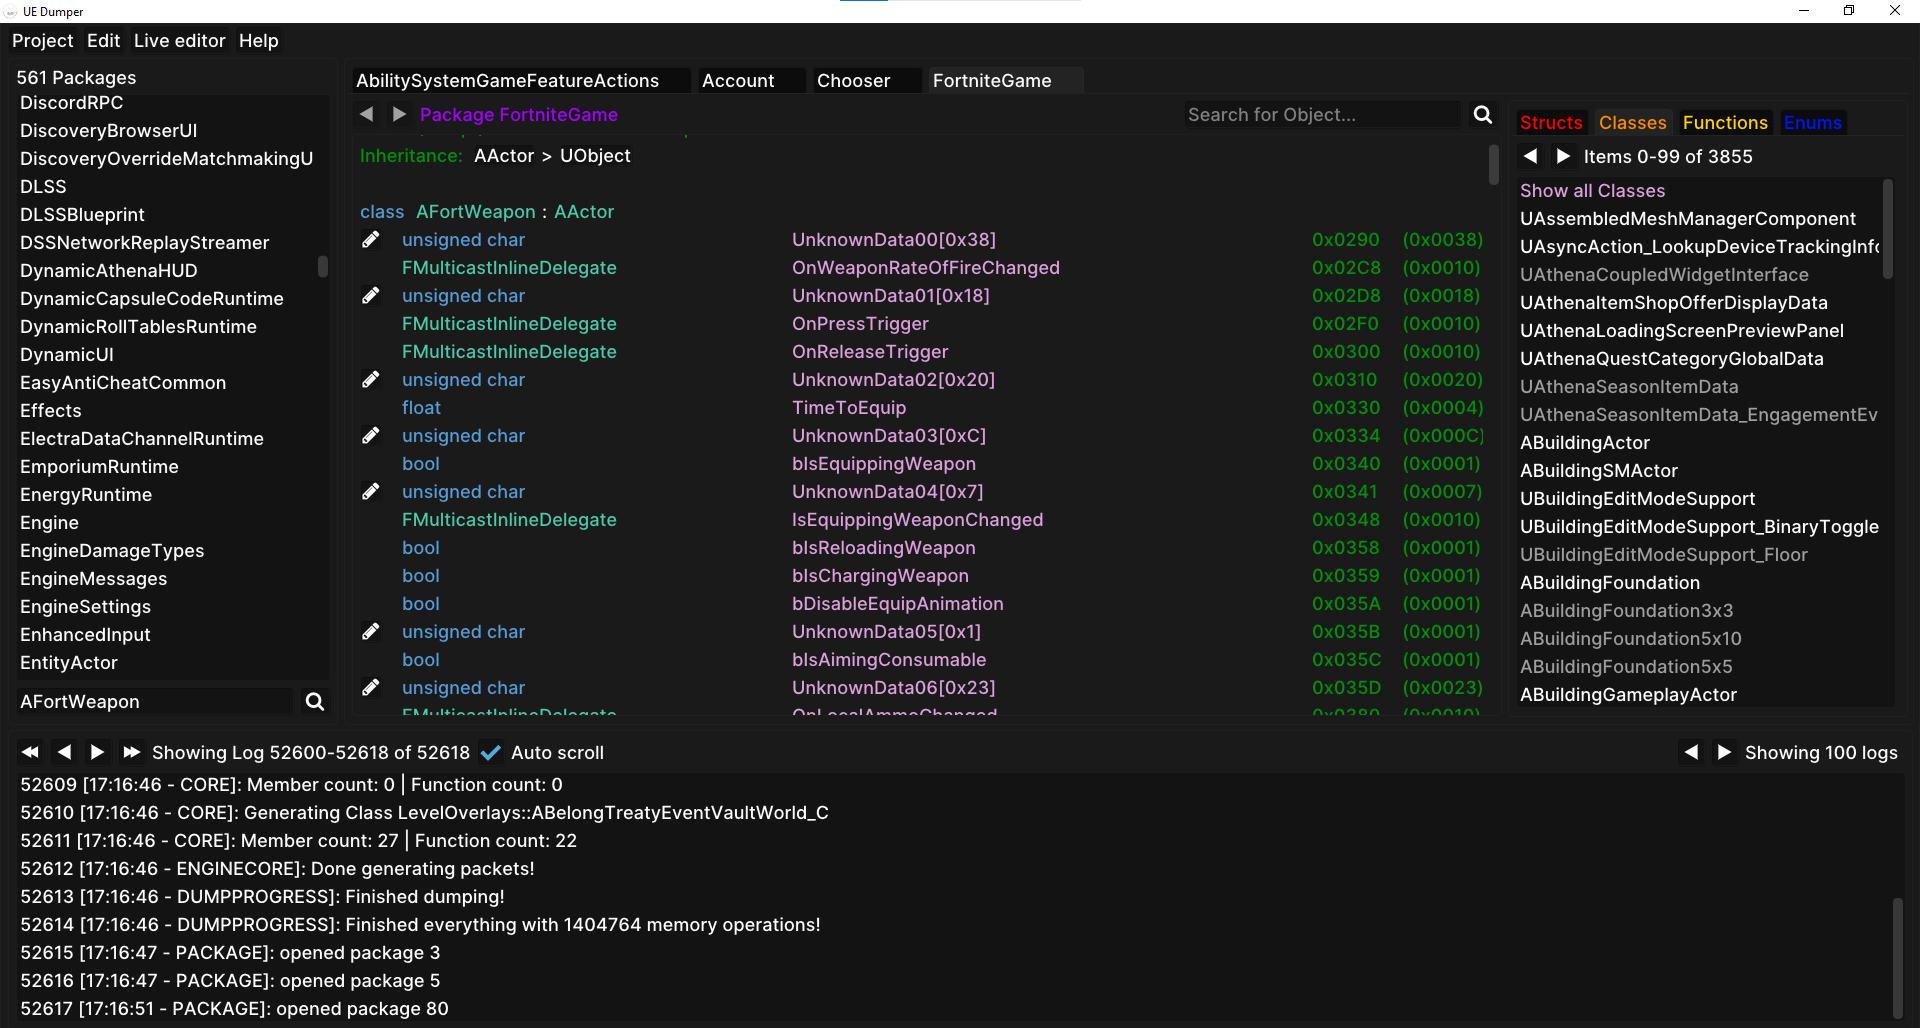 UE Dumper
Project Edit Live editor Help
561 Packages
DiscordRPC
DiscoveryBrowserUI
DiscoveryOverrideMatchmakingU
DLSS
DLSSBlueprint
DSSNetworkReplayStreamer
DynamicAthenaHUD
DynamicCapsuleCodeRuntime
DynamicRollTablesRuntime
DynamicUI
EasyAntiCheatCommon
Effects
ElectraDataChannelRuntime
EmporiumRuntime
EnergyRuntime
Engine
EngineDamageTypes
EngineMessages
EngineSettings
EnhancedInput
EntityActor
AFortWeapon
AbilitySystemGameFeatureActions Account Chooser FortniteGame
Package FortniteGame Search for Object...
Inheritance: AActor > UObject
class AFortWeapon : AActor
unsigned char UnknownData00[0x38] 0x0290 (0x0038)
FMulticastInlineDelegate OnWeaponRateOfFireChanged 0x02C8 (0x0010)
unsigned char UnknownData01[0x18] 0x02D8 (0x0018)
FMulticastInlineDelegate OnPressTrigger 0x02F0 (0x0010)
FMulticastInlineDelegate OnReleaseTrigger 0x0300 (0x0010)
unsigned char UnknownData02[0x20] 0x0310 (0x0020)
float TimeToEquip 0x0330 (0x0004)
unsigned char UnknownData03[0xC] 0x0334 (0x000C)
bool bIsEquippingWeapon 0x0340 (0x0001)
unsigned char UnknownData04[0x7] 0x0341 (0x0007)
FMulticastInlineDelegate IsEquippingWeaponChanged 0x0348 (0x0010)
bool bIsReloadingWeapon 0x0358 (0x0001)
bool bIsChargingWeapon 0x0359 (0x0001)
bool bDisableEquipAnimation 0x035A (0x0001)
unsigned char UnknownData05[0x1] 0x035B (0x0001)
bool bIsAimingConsumable 0x035C (0x0001)
unsigned char UnknownData06[0x23] 0x035D (0x0023)
FMulticastInlineDelegate OnLocalAmmoChanged 0x0380 (0x0010)
Structs Classes Functions Enums
Items 0-99 of 3855
Show all Classes
UAssembledMeshManagerComponent
UAsyncAction_LookupDeviceTrackingInfo
UAthenaCoupledWidgetInterface
UAthenaItemShopOfferDisplayData
UAthenaLoadingScreenPreviewPanel
UAthenaQuestCategoryGlobalData
UAthenaSeasonItemData
UAthenaSeasonItemData_EngagementEv
ABuildingActor
ABuildingSMActor
UBuildingEditModeSupport
UBuildingEditModeSupport_BinaryToggle
UBuildingEditModeSupport_Floor
ABuildingFoundation
ABuildingFoundation3x3
ABuildingFoundation5x10
ABuildingFoundation5x5
ABuildingGameplayActor
Showing Log 52600-52618 of 52618 Auto scroll Showing 100 logs
52609 [17:16:46 - CORE]: Member count: 0 | Function count: 0
52610 [17:16:46 - CORE]: Generating Class LevelOverlays::ABelongTreatyEventVaultWorld_C
52611 [17:16:46 - CORE]: Member count: 27 | Function count: 22
52612 [17:16:46 - ENGINECORE]: Done generating packets!
52613 [17:16:46 - DUMPPROGRESS]: Finished dumping!
52614 [17:16:46 - DUMPPROGRESS]: Finished everything with 1404764 memory operations!
52615 [17:16:47 - PACKAGE]: opened package 3
52616 [17:16:47 - PACKAGE]: opened package 5
52617 [17:16:51 - PACKAGE]: opened package 80